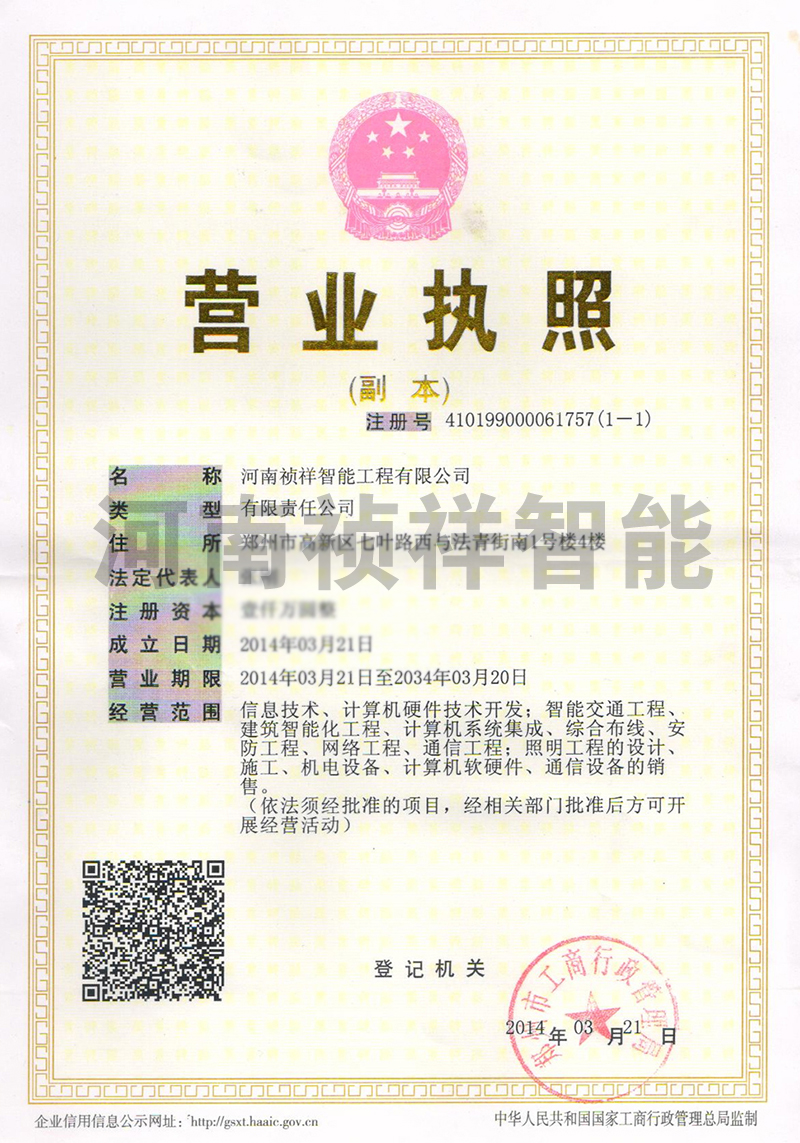 营业执照
(副 本)
注册号 410199000061757(1-1)
名称 河南祯祥智能工程有限公司
类型 有限责任公司
河南祯祥智能
住所 郑州市高新区七叶路西与法青街南1号楼4楼
法定代表人
注册资本 壹仟万圆整
成立日期 2014年03月21日
营业期限 2014年03月21日至2034年03月20日
经营范围 信息技术、计算机硬件技术开发；智能交通工程、
建筑智能化工程、计算机系统集成、综合布线、安
防工程、网络工程、通信工程；照明工程的设计、
施工、机电设备、计算机软硬件、通信设备的销
售。
（依法须经批准的项目，经相关部门批准后方可开
展经营活动）
登记机关
郑州市工商行政管理局
2014年03月21日
企业信用信息公示网址：http://gsxt.haaic.gov.cn
中华人民共和国国家工商行政管理总局监制